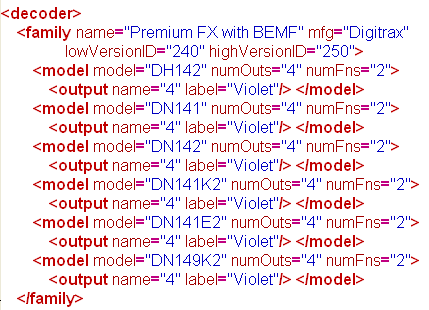 <decoder>
<family name="Premium FX with BEMF" mfg="Digitrax"
lowVersionID="240" highVersionID="250">
<model model="DH142" numOuts="4" numFns="2">
<output name="4" label="Violet"/> </model>
<model model="DN141" numOuts="4" numFns="2">
<output name="4" label="Violet"/> </model>
<model model="DN142" numOuts="4" numFns="2">
<output name="4" label="Violet"/> </model>
<model model="DN141K2" numOuts="4" numFns="2">
<output name="4" label="Violet"/> </model>
<model model="DN141E2" numOuts="4" numFns="2">
<output name="4" label="Violet"/> </model>
<model model="DN149K2" numOuts="4" numFns="2">
<output name="4" label="Violet"/> </model>
</family>